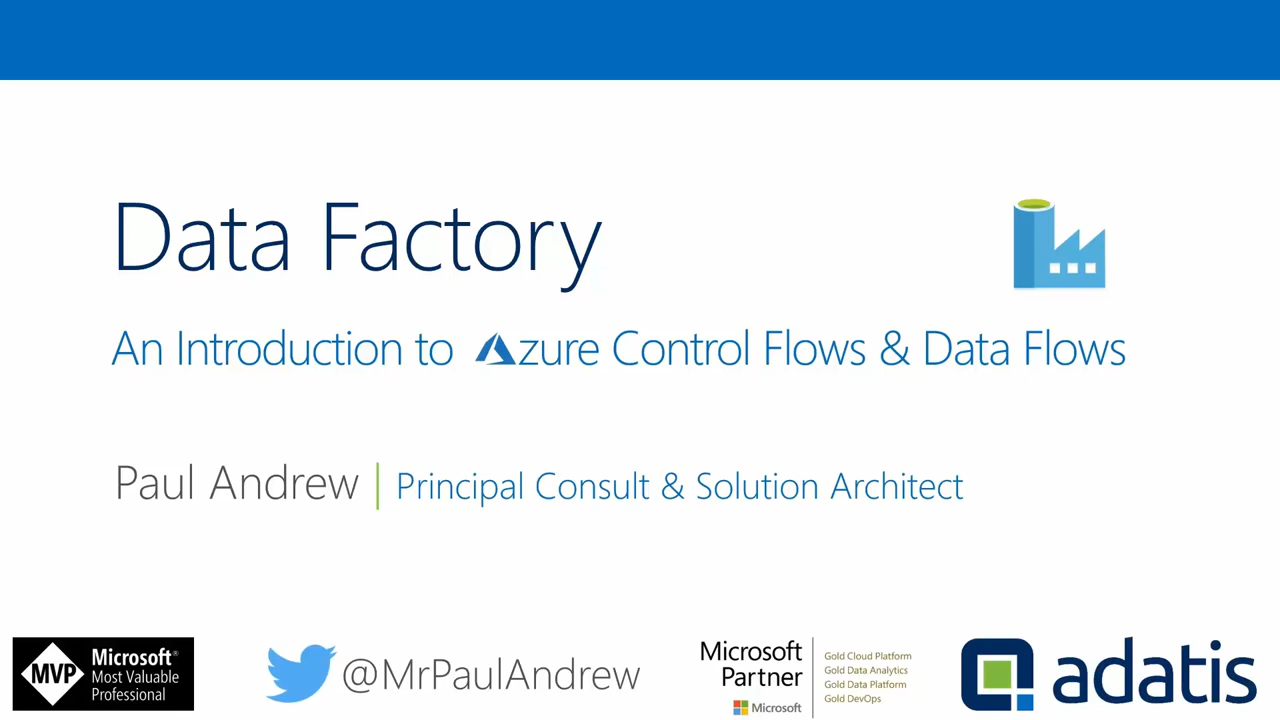 Data Factory
An Introduction to Azure Control Flows & Data Flows
Paul Andrew | Principal Consult & Solution Architect
MVP
Microsoft®
Most Valuable
Professional
@MrPaulAndrew
Microsoft
Partner
Microsoft
Gold Cloud Platform
Gold Data Analytics
Gold Data Platform
Gold DevOps
adatis